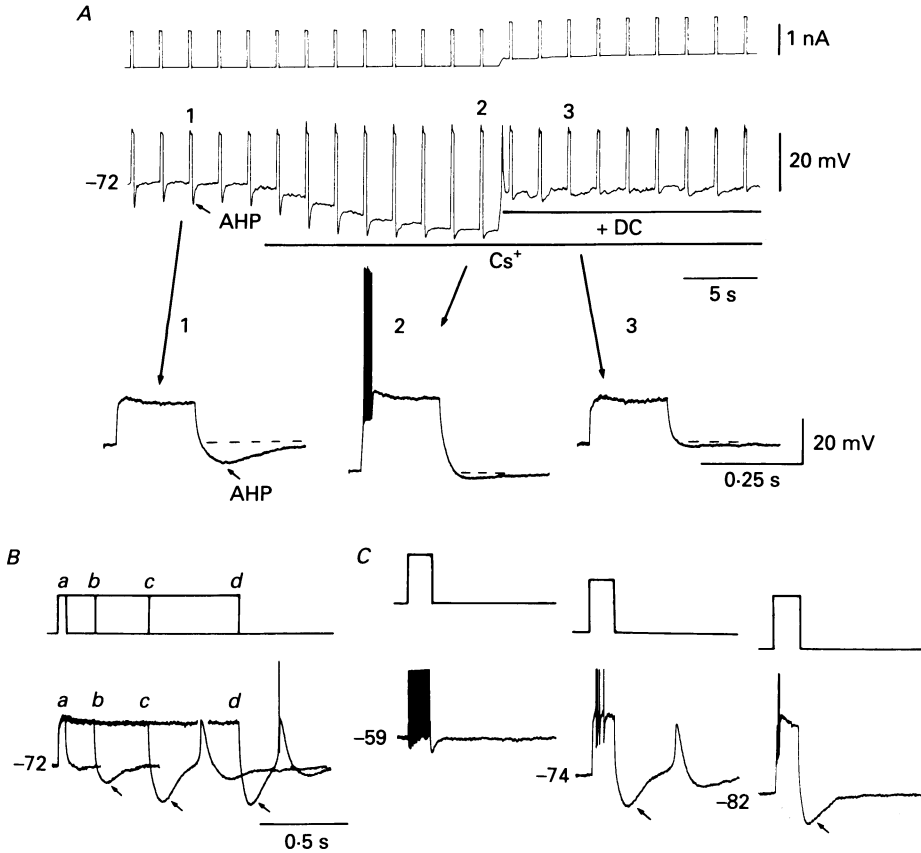 A
1 nA
1
2
3
20 mV
−72
AHP
+ DC
Cs⁺
5 s
1
2
3
AHP
20 mV
0·25 s
B
a b c d
a b c d
−72
0·5 s
C
−59
−74
−82